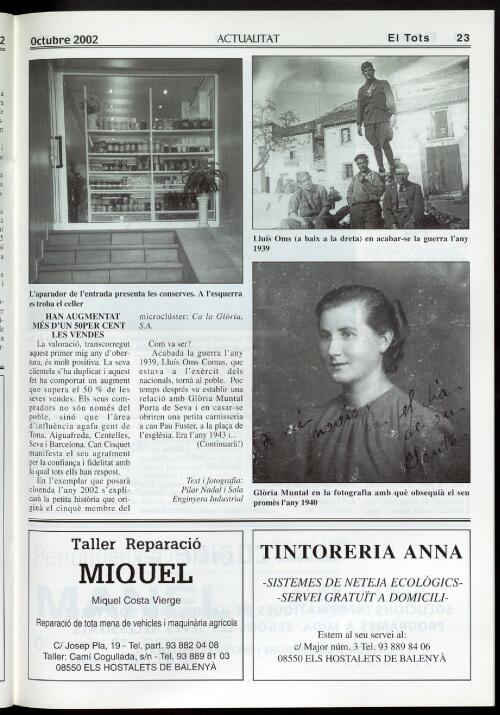 Octubre 2002
ACTUALITAT
El Tots 23
L'aparador de l'entrada presenta les conserves. A l'esquerra
es troba el celler
HAN AUGMENTAT
MÉS D'UN 50PER CENT
LES VENDES
La valoració, transcorregut
aquest primer mig any d'ober-
tura, és molt positiva. La seva
clientela s'ha duplicat i aquest
fet ha comportat un augment
que supera el 50 % de les
seves vendes. Els seus com-
pradors no són només del
poble, sinó que l'àrea
d'influència agafa gent de
Tona, Aiguafreda, Centelles,
Seva i Barcelona. Can Cisquet
manifesta el seu agraïment
per la confiança i fidelitat amb
la qual tots ells han respost.
En l'exemplar que posarà
cloenda l'any 2002 s'expli-
carà la petita història que ori-
ginà el cinquè membre del
microclúster: Ca la Glòria,
S.A.
Com va ser?
Acabada la guerra l'any
1939, Lluís Oms Comas, que
estava a l'exèrcit dels
nacionals, tornà al poble. Poc
temps després va establir una
relació amb Glòria Muntal
Porta de Seva i en casar-se
obriren una petita carnisseria
a can Pau Fuster, a la plaça de
l'església. Era l'any 1943 i...
(Continuarà!)
Text i fotografia:
Pilar Nadal i Sala
Enginyera Industrial
Lluís Oms (a baix a la dreta) en acabar-se la guerra l'any
1939
Glòria Muntal en la fotografia amb què obsequià el seu
promès l'any 1940
Taller Reparació
MIQUEL
Miquel Costa Vierge
Reparació de tota mena de vehicles i maquinària agrícola
C/ Josep Pla, 19 - Tel. part. 93 882 04 08
Taller: Camí Cogullada, s/n - Tel. 93 889 81 03
08550 ELS HOSTALETS DE BALENYÀ
TINTORERIA ANNA
-SISTEMES DE NETEJA ECOLÒGICS-
-SERVEI GRATUÏT A DOMICILI-
Estem al seu servei al:
c/ Major núm. 3 Tel. 93 889 84 06
08550 ELS HOSTALETS DE BALENYÀ